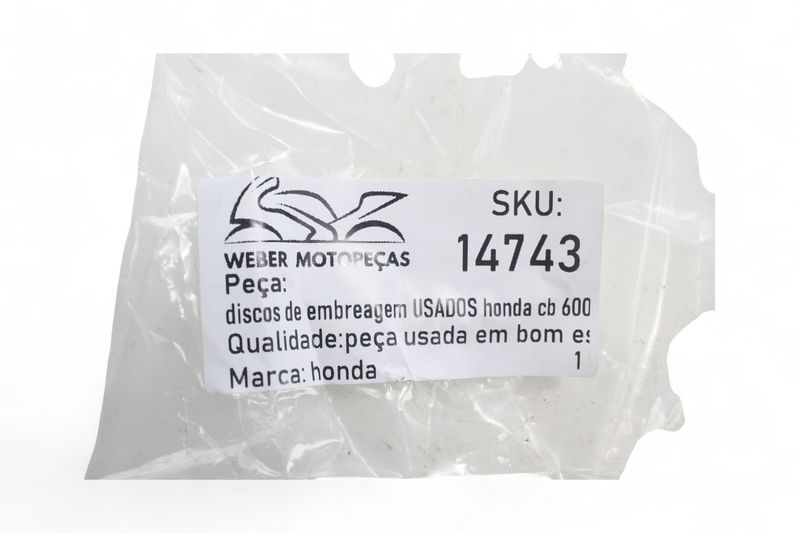 SKU:
WEBER MOTOPEÇAS
14743
Peça:
discos de embreagem USADOS honda cb 600
Qualidade:peça usada em bom es
Marca: honda
1